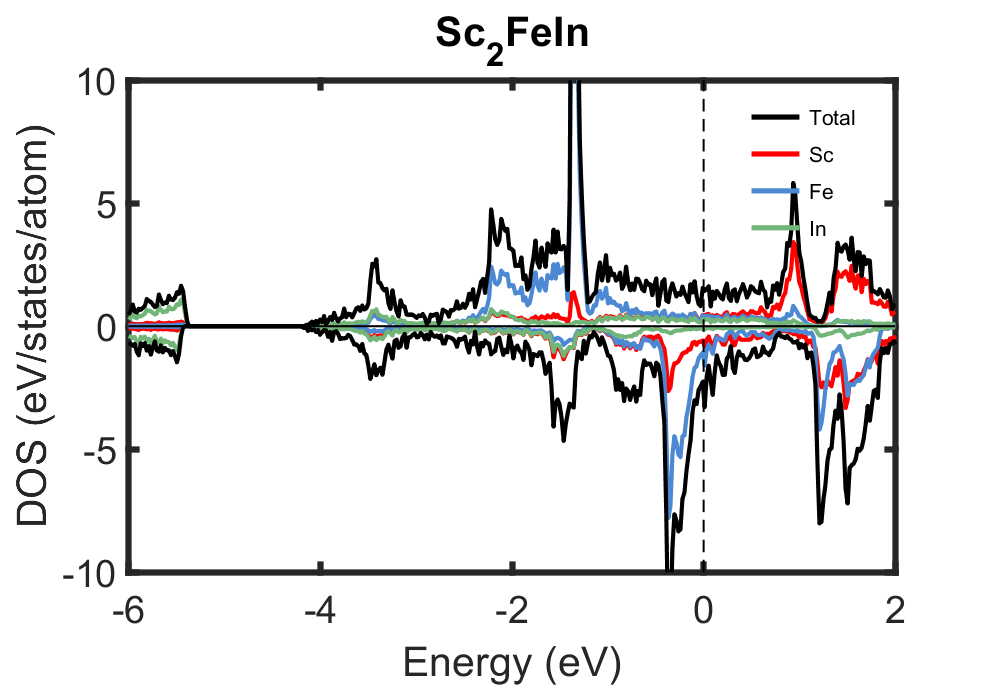 Sc2FeIn
10
5
0
-5
-10
DOS (eV/states/atom)
Total
Sc
Fe
In
-6
-4
-2
0
2
Energy (eV)